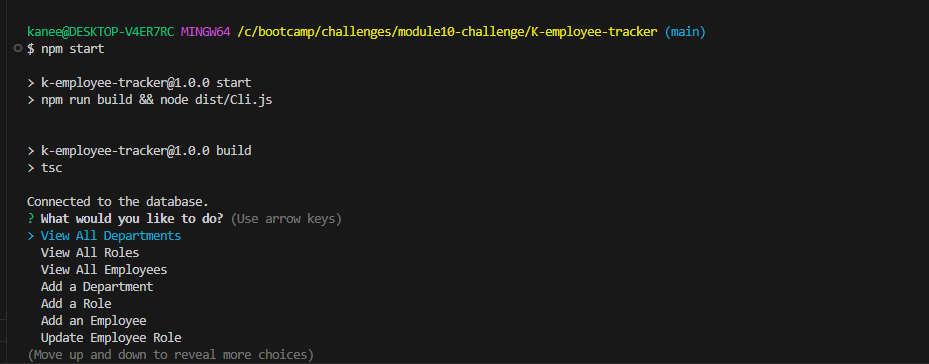 kanee@DESKTOP-V4ER7RC MINGW64 /c/bootcamp/challenges/module10-challenge/K-employee-tracker (main)
$ npm start
> k-employee-tracker@1.0.0 start
> npm run build && node dist/Cli.js
> k-employee-tracker@1.0.0 build
> tsc
Connected to the database.
? What would you like to do? (Use arrow keys)
> View All Departments
View All Roles
View All Employees
Add a Department
Add a Role
Add an Employee
Update Employee Role
(Move up and down to reveal more choices)